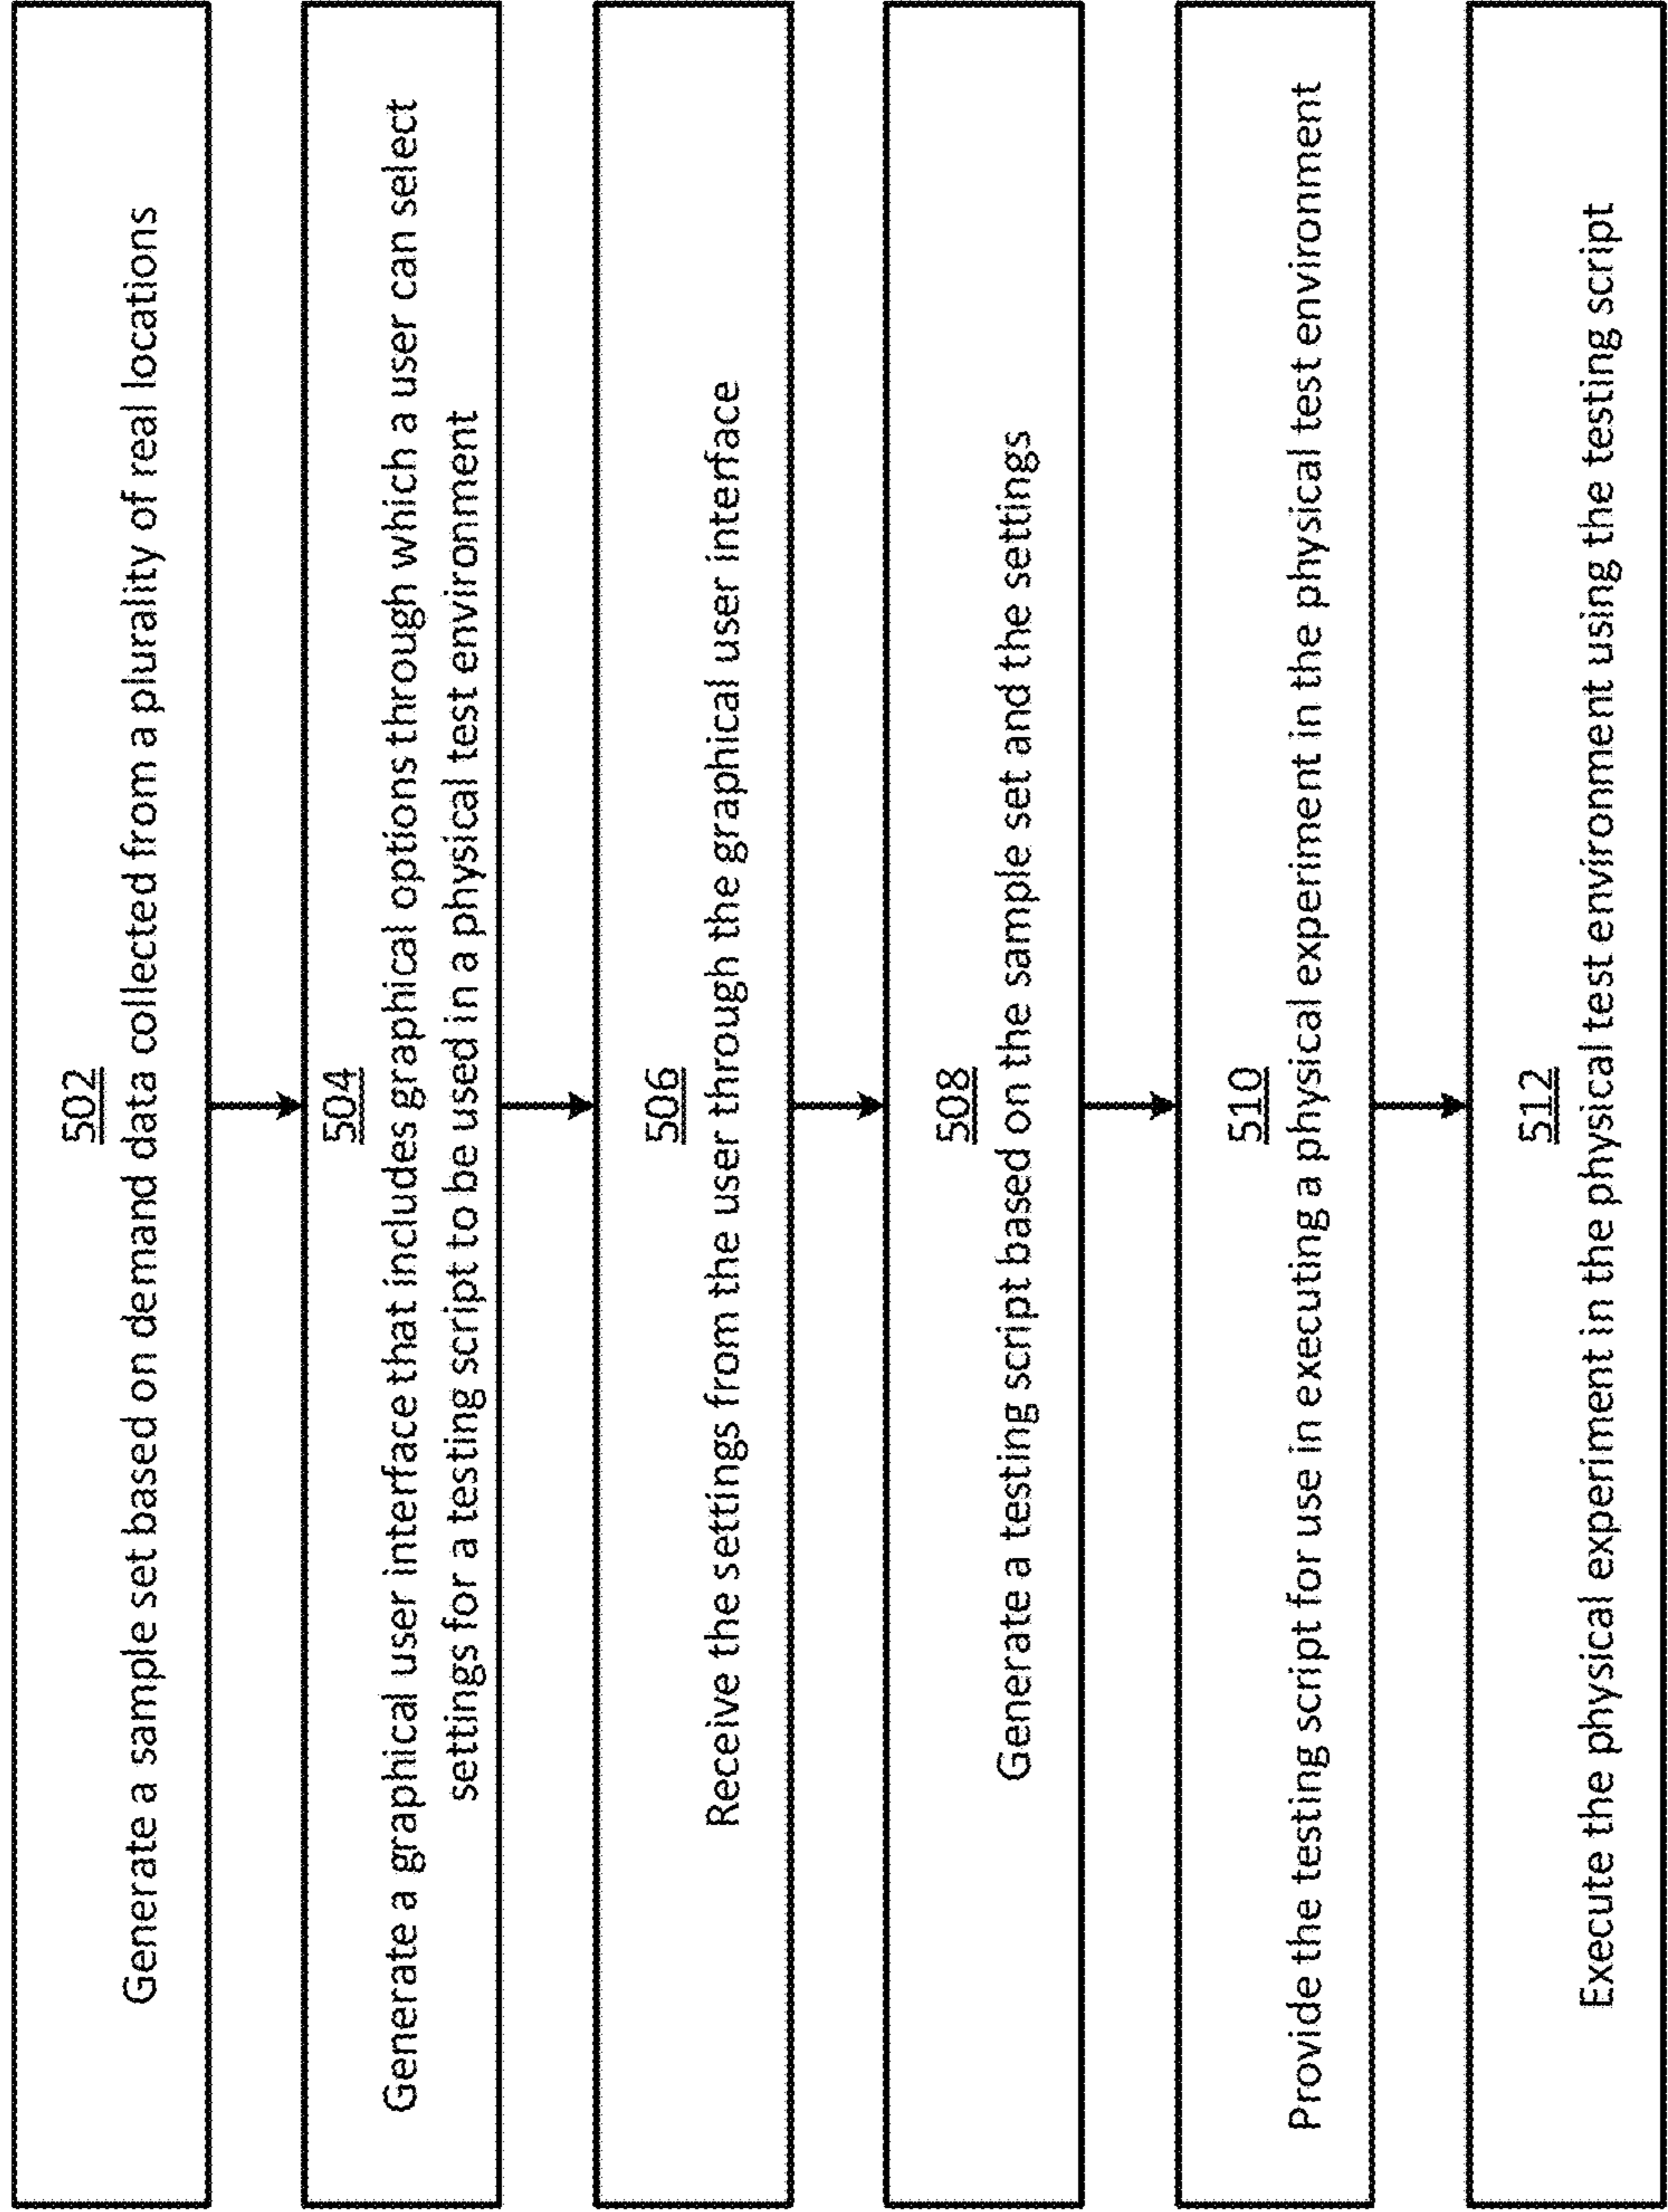 502
Generate a sample set based on demand data collected from a plurality of real locations
504
Generate a graphical user interface that includes graphical options through which a user can select
settings for a testing script to be used in a physical test environment
506
Receive the settings from the user through the graphical user interface
508
Generate a testing script based on the sample set and the settings
510
Provide the testing script for use in executing a physical experiment in the physical test environment
512
Execute the physical experiment in the physical test environment using the testing script